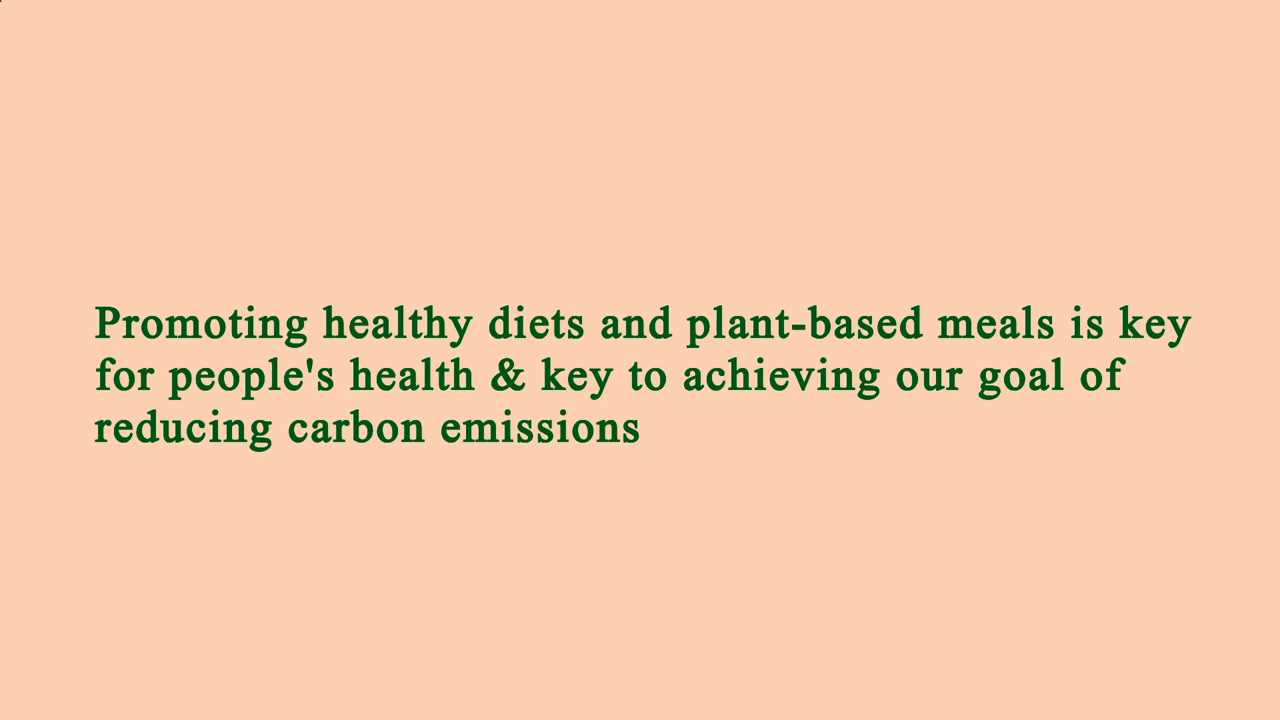 Promoting healthy diets and plant-based meals is key
for people's health & key to achieving our goal of
reducing carbon emissions